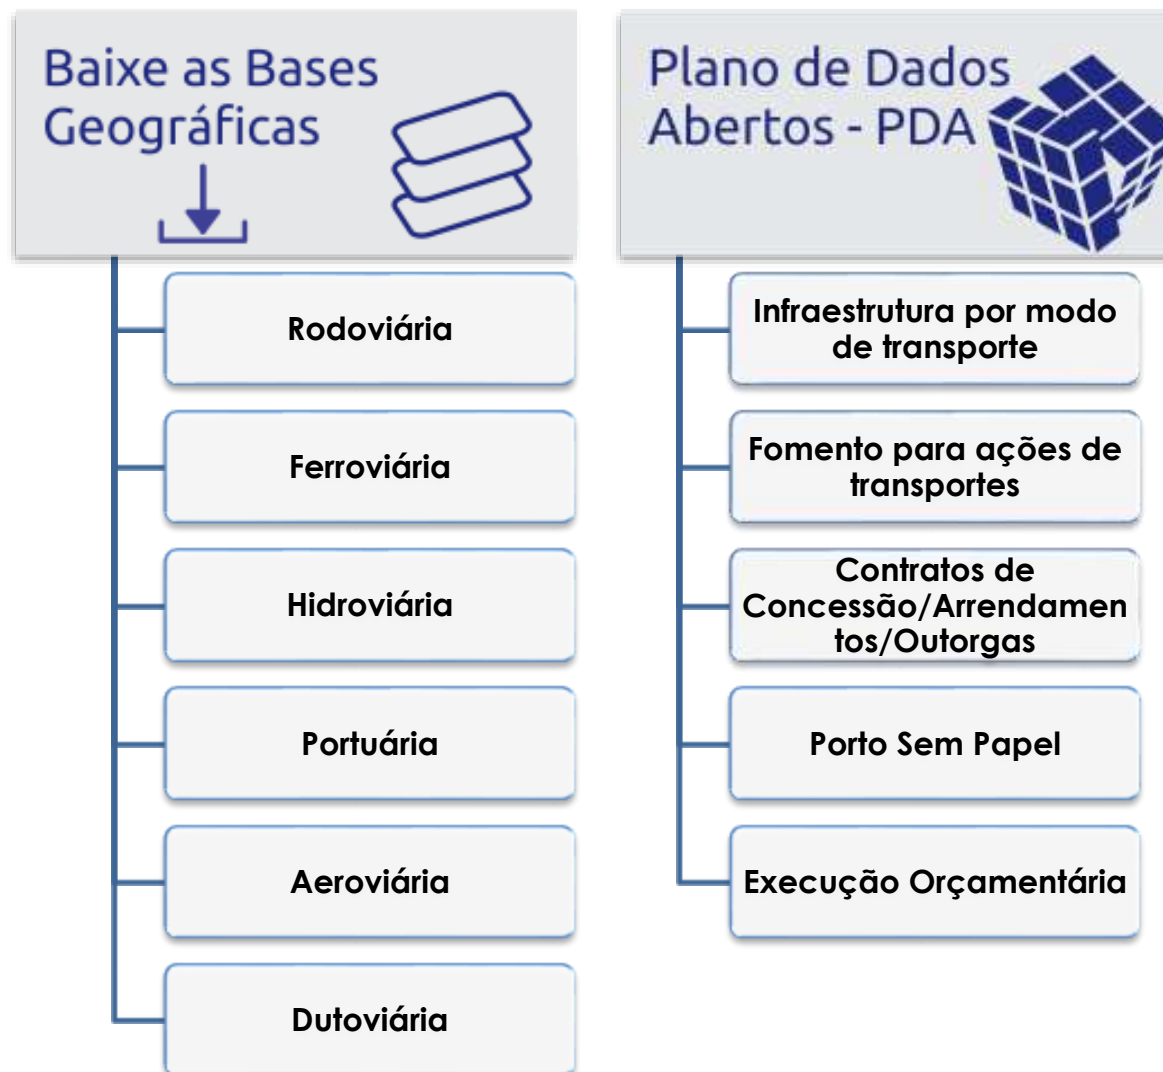 Baixe as Bases
Geográficas
Rodoviária
Ferroviária
Hidroviária
Portuária
Aeroviária
Dutoviária
Plano de Dados
Abertos - PDA
Infraestrutura por modo
de transporte
Fomento para ações de
transportes
Contratos de
Concessão/Arrendamen
tos/Outorgas
Porto Sem Papel
Execução Orçamentária